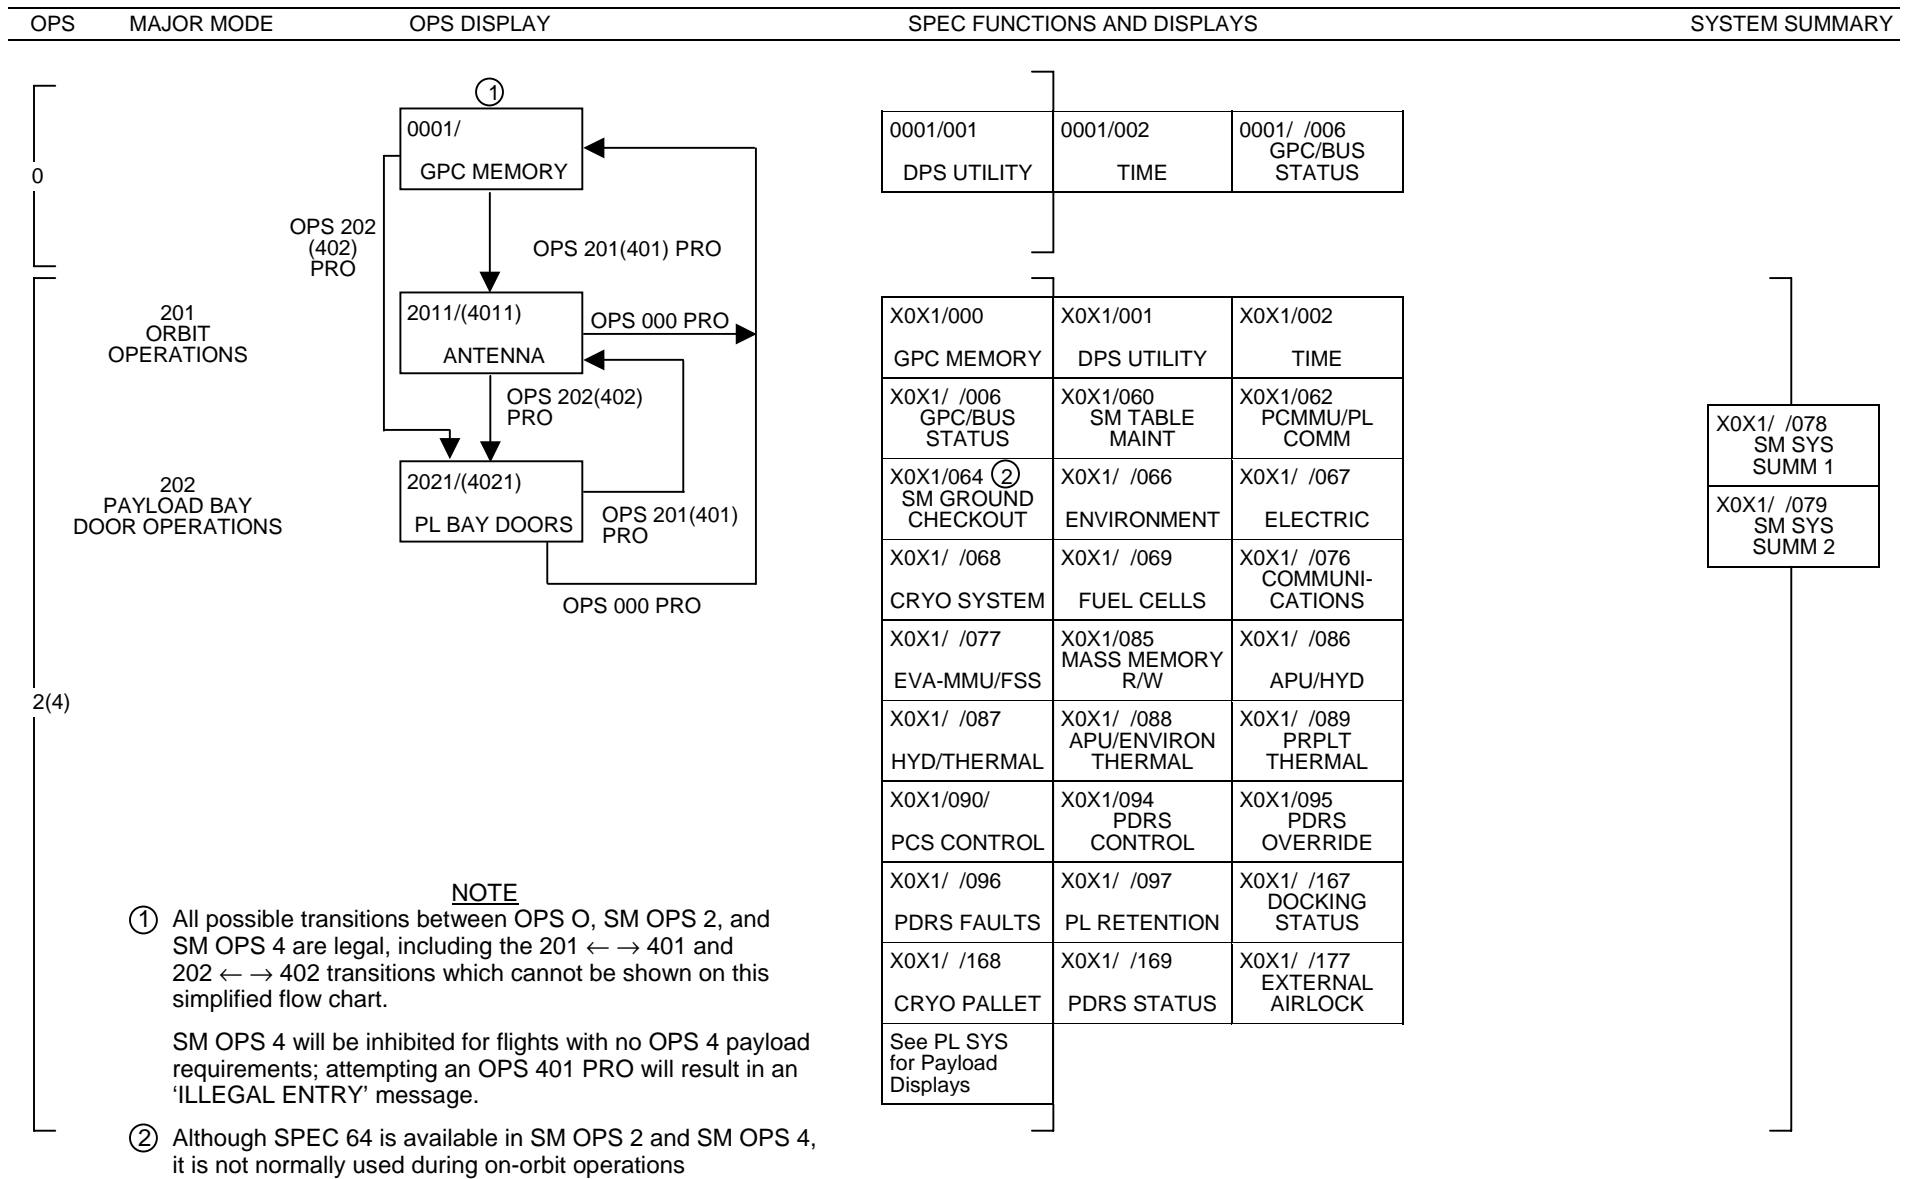 OPS MAJOR MODE OPS DISPLAY SPEC FUNCTIONS AND DISPLAYS SYSTEM SUMMARY
0
1
0001/
GPC MEMORY
OPS 202
(402)
PRO
OPS 201(401) PRO
201
ORBIT
OPERATIONS
2011/(4011)
ANTENNA
OPS 000 PRO
OPS 202(402)
PRO
202
PAYLOAD BAY
DOOR OPERATIONS
2021/(4021)
PL BAY DOORS
OPS 201(401)
PRO
OPS 000 PRO
2(4)
0001/001
DPS UTILITY
0001/002
TIME
0001/ /006
GPC/BUS
STATUS
X0X1/000
GPC MEMORY
X0X1/001
DPS UTILITY
X0X1/002
TIME
X0X1/ /006
GPC/BUS
STATUS
X0X1/060
SM TABLE
MAINT
X0X1/062
PCMMU/PL
COMM
X0X1/064 2
SM GROUND
CHECKOUT
X0X1/ /066
ENVIRONMENT
X0X1/ /067
ELECTRIC
X0X1/ /068
CRYO SYSTEM
X0X1/ /069
FUEL CELLS
X0X1/ /076
COMMUNI-
CATIONS
X0X1/ /077
EVA-MMU/FSS
X0X1/085
MASS MEMORY
R/W
X0X1/ /086
APU/HYD
X0X1/ /087
HYD/THERMAL
X0X1/ /088
APU/ENVIRON
THERMAL
X0X1/ /089
PRPLT
THERMAL
X0X1/090/
PCS CONTROL
X0X1/094
PDRS
CONTROL
X0X1/095
PDRS
OVERRIDE
X0X1/ /096
PDRS FAULTS
X0X1/ /097
PL RETENTION
X0X1/ /167
DOCKING
STATUS
X0X1/ /168
CRYO PALLET
X0X1/ /169
PDRS STATUS
X0X1/ /177
EXTERNAL
AIRLOCK
See PL SYS
for Payload
Displays
X0X1/ /078
SM SYS
SUMM 1
X0X1/ /079
SM SYS
SUMM 2
NOTE
1 All possible transitions between OPS O, SM OPS 2, and
SM OPS 4 are legal, including the 201 ← → 401 and
202 ← → 402 transitions which cannot be shown on this
simplified flow chart.
SM OPS 4 will be inhibited for flights with no OPS 4 payload
requirements; attempting an OPS 401 PRO will result in an
‘ILLEGAL ENTRY’ message.
2 Although SPEC 64 is available in SM OPS 2 and SM OPS 4,
it is not normally used during on-orbit operations